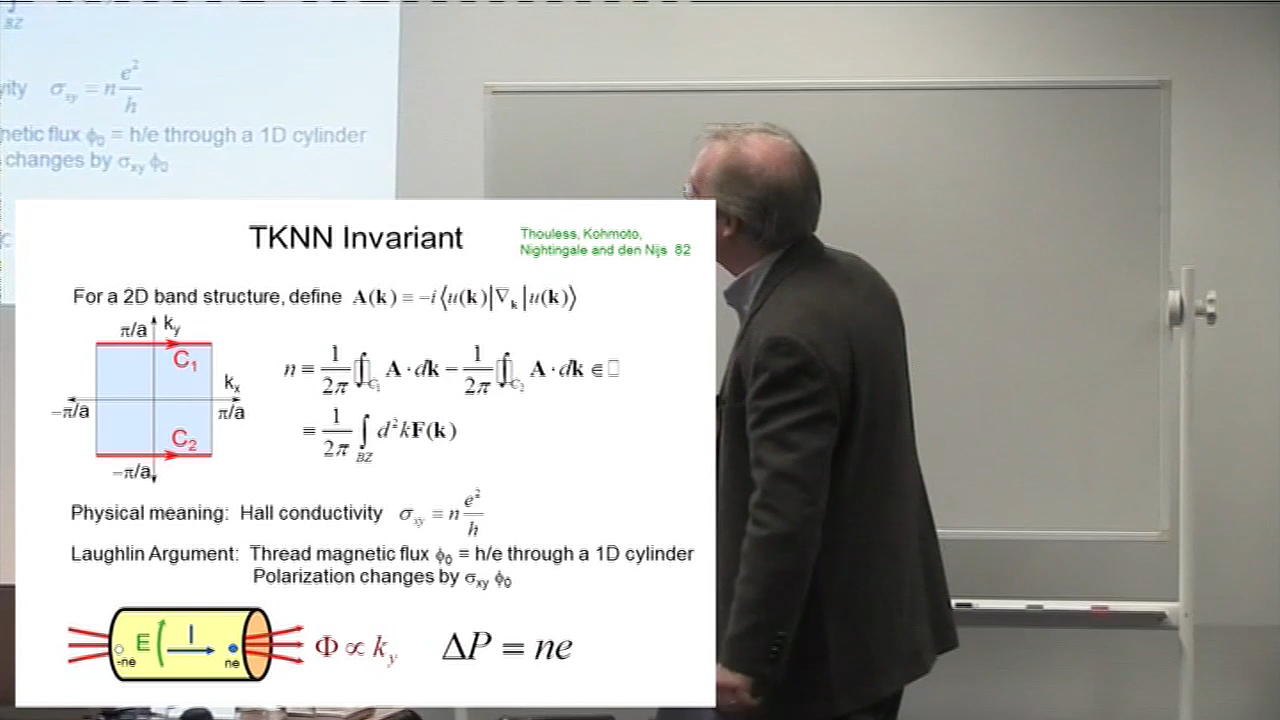 BZ
vity σxy = n e²/h
netic flux ϕ0 = h/e through a 1D cylinder
changes by σxy ϕ0
TKNN Invariant
Thouless, Kohmoto,
Nightingale and den Nijs 82
For a 2D band structure, define A(k) = −i⟨u(k)|∇k|u(k)⟩
π/a ky
C1
kx
−π/a π/a
C2
−π/a
n = 1/2π ∮C1 A · dk − 1/2π ∮C2 A · dk ∈ □
= 1/2π ∫BZ d²kF(k)
Physical meaning: Hall conductivity σxy = n e²/h
Laughlin Argument: Thread magnetic flux ϕ0 = h/e through a 1D cylinder
Polarization changes by σxy ϕ0
E I
-ne ne
Φ ∝ ky
ΔP = ne